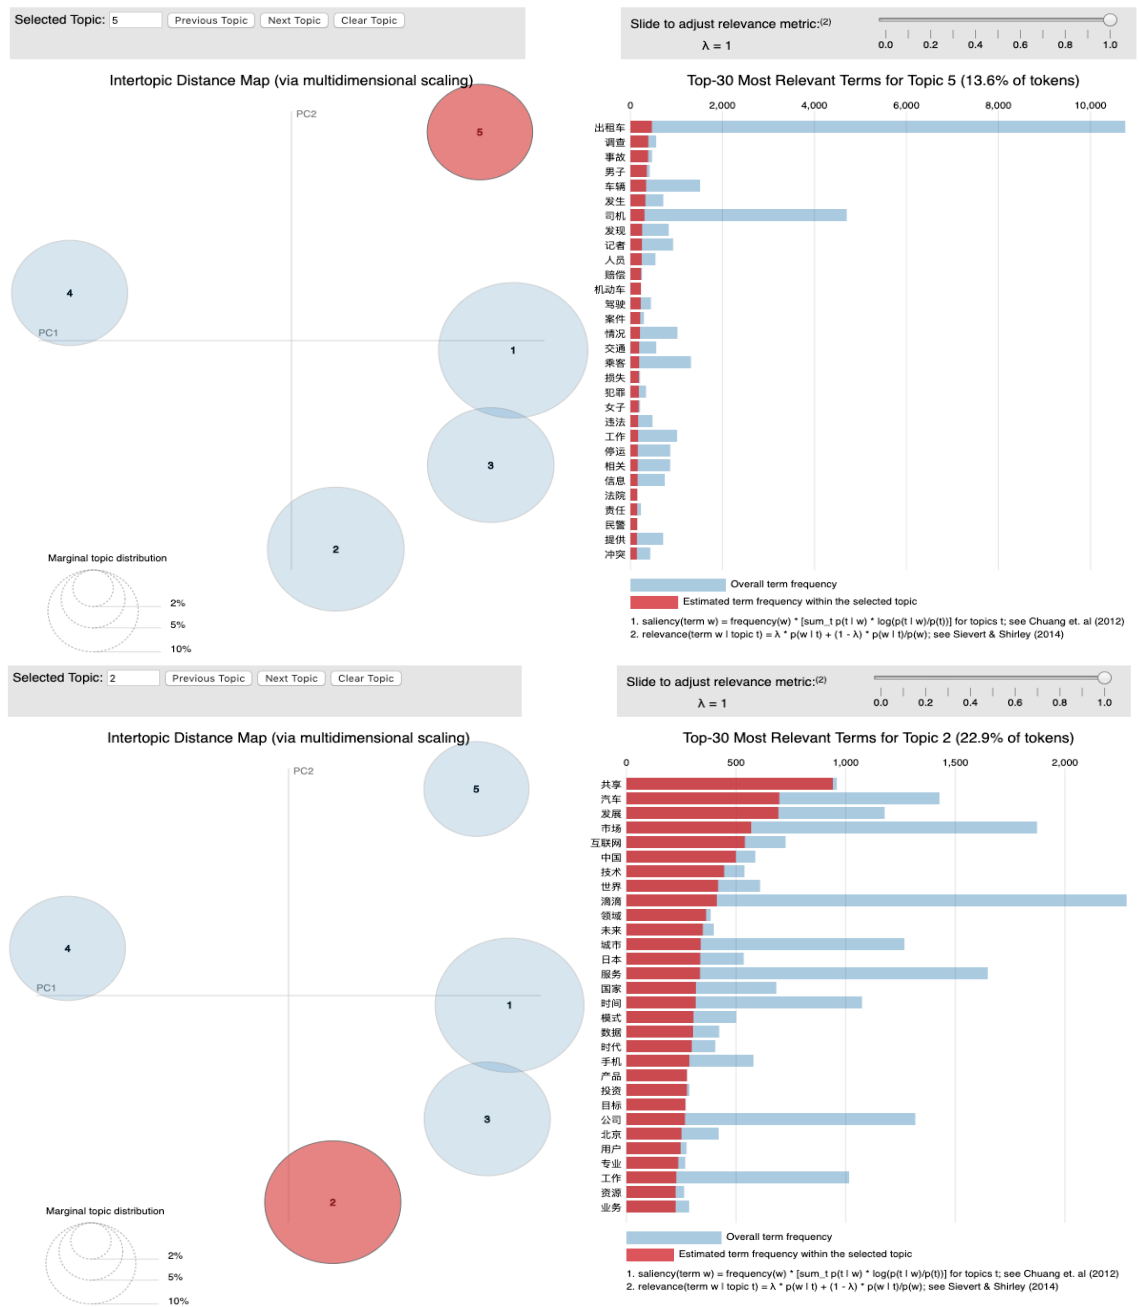 Selected Topic: 5 Previous Topic Next Topic Clear Topic
Slide to adjust relevance metric:(2)
λ = 1
0.0 0.2 0.4 0.6 0.8 1.0
Intertopic Distance Map (via multidimensional scaling)
PC2
5
4
PC1
1
3
2
Marginal topic distribution
2%
5%
10%
Top-30 Most Relevant Terms for Topic 5 (13.6% of tokens)
0 2,000 4,000 6,000 8,000 10,000
出租车
调查
事故
男子
车辆
发生
司机
发现
记者
人员
赔偿
机动车
驾驶
案件
情况
交通
乘客
损失
犯罪
女子
违法
工作
停运
相关
信息
法院
责任
民警
提供
冲突
Overall term frequency
Estimated term frequency within the selected topic
1. saliency(term w) = frequency(w) * [sum_t p(t | w) * log(p(t | w)/p(t))] for topics t; see Chuang et. al (2012)
2. relevance(term w | topic t) = λ * p(w | t) + (1 - λ) * p(w | t)/p(w); see Sievert & Shirley (2014)
Selected Topic: 2 Previous Topic Next Topic Clear Topic
Slide to adjust relevance metric:(2)
λ = 1
0.0 0.2 0.4 0.6 0.8 1.0
Intertopic Distance Map (via multidimensional scaling)
PC2
5
4
PC1
1
3
2
Marginal topic distribution
2%
5%
10%
Top-30 Most Relevant Terms for Topic 2 (22.9% of tokens)
0 500 1,000 1,500 2,000
共享
汽车
发展
市场
互联网
中国
技术
世界
滴滴
领域
未来
城市
日本
服务
国家
时间
模式
数据
时代
手机
产品
投资
目标
公司
北京
用户
专业
工作
资源
业务
Overall term frequency
Estimated term frequency within the selected topic
1. saliency(term w) = frequency(w) * [sum_t p(t | w) * log(p(t | w)/p(t))] for topics t; see Chuang et. al (2012)
2. relevance(term w | topic t) = λ * p(w | t) + (1 - λ) * p(w | t)/p(w); see Sievert & Shirley (2014)